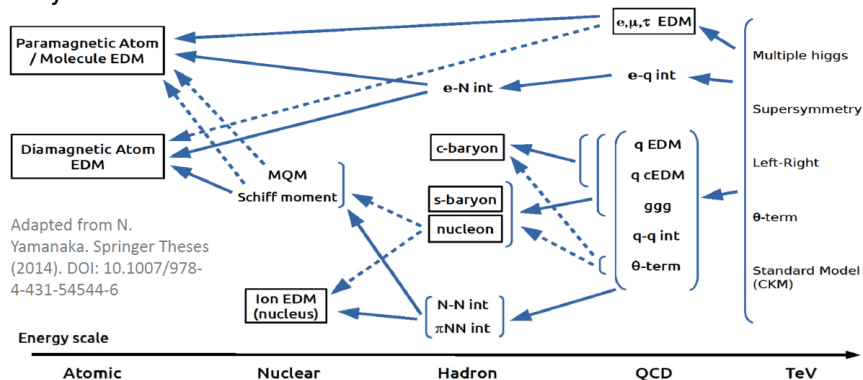 e,μ,τ EDM
Paramagnetic Atom
/ Molecule EDM
Multiple higgs
e-N int
e-q int
Supersymmetry
Diamagnetic Atom
EDM
c-baryon
q EDM
q cEDM
Left-Right
MQM
Schiff moment
s-baryon
nucleon
ggg
q-q int
θ-term
θ-term
Adapted from N.
Yamanaka. Springer Theses
(2014). DOI: 10.1007/978-
4-431-54544-6
Standard Model
(CKM)
Ion EDM
(nucleus)
N-N int
πNN int
Energy scale
Atomic
Nuclear
Hadron
QCD
TeV